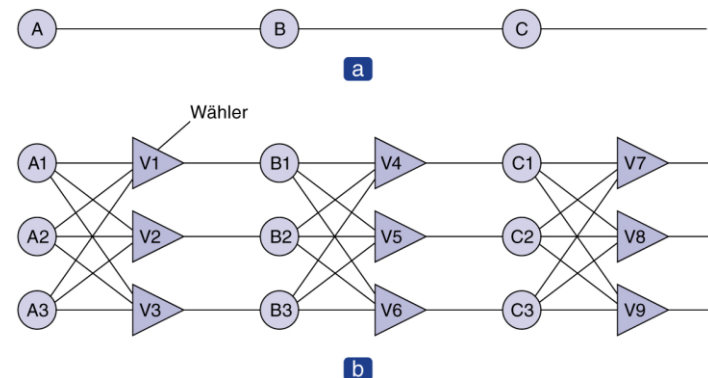 A B C
a
Wähler
A1 V1 B1 V4 C1 V7
A2 V2 B2 V5 C2 V8
A3 V3 B3 V6 C3 V9
b